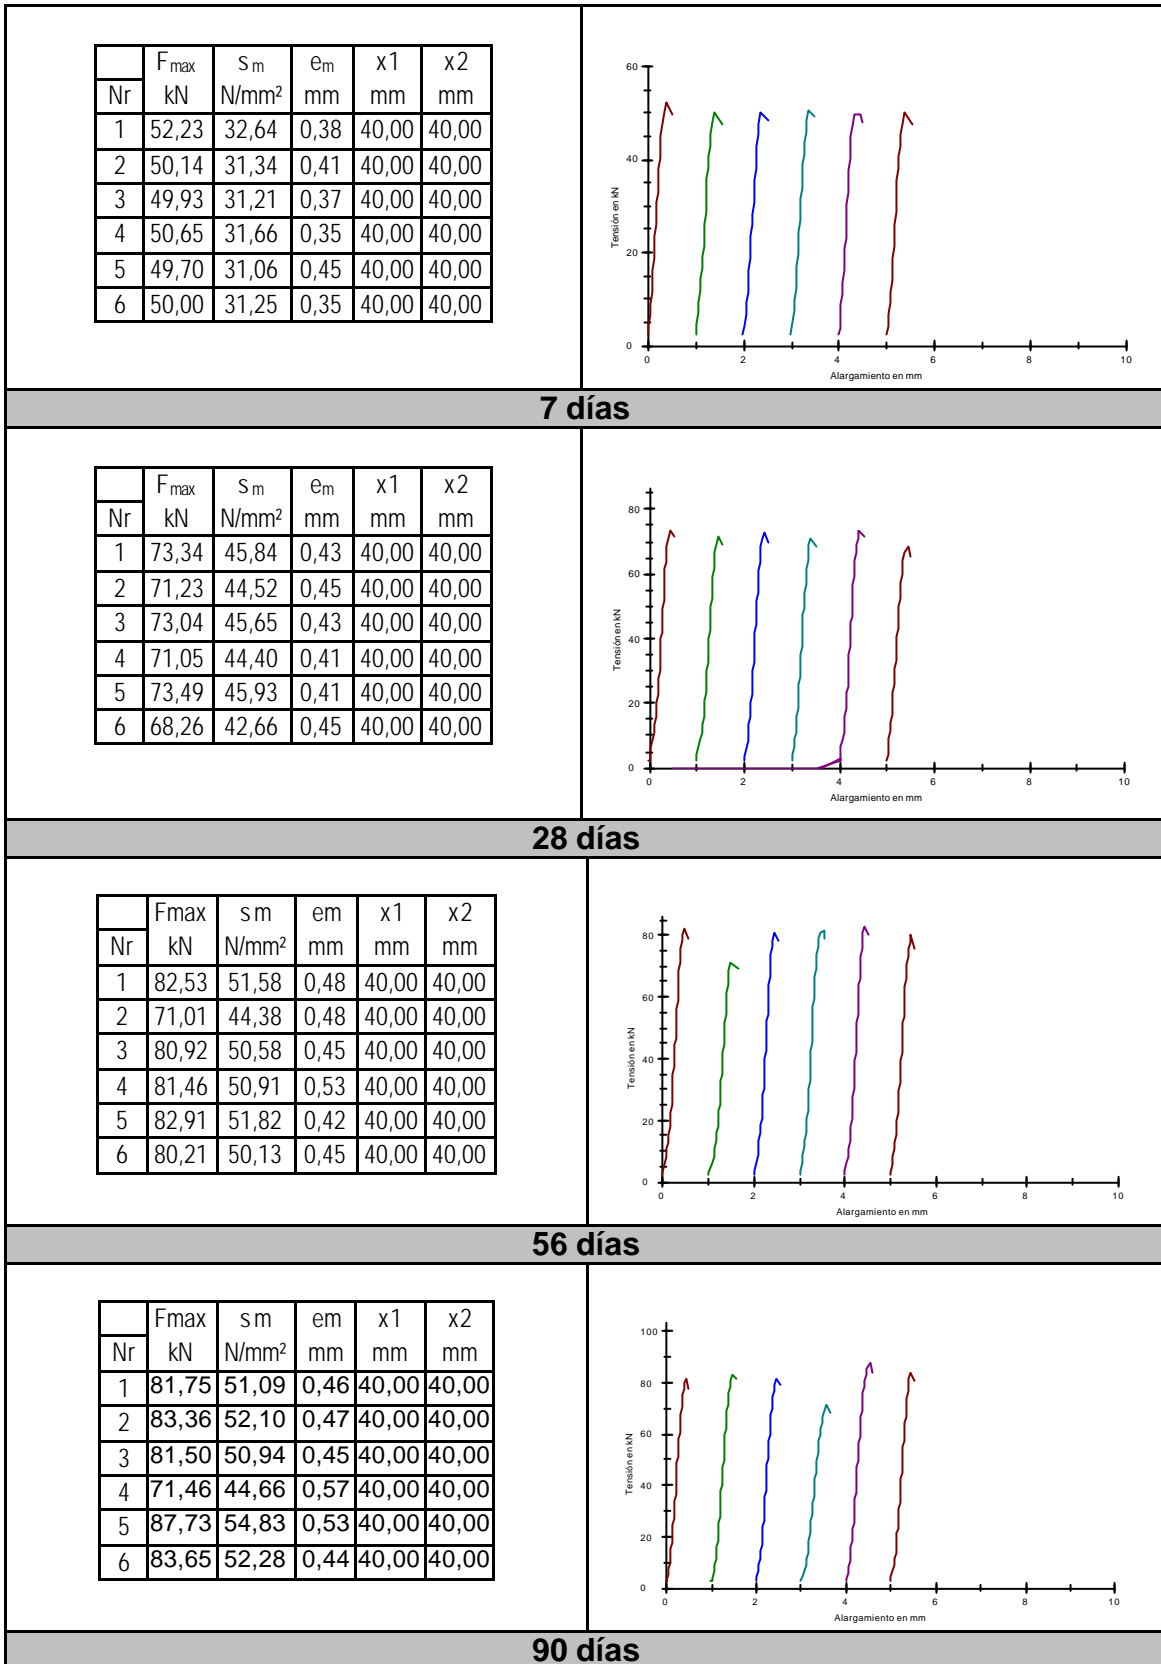 Fmax sm em x1 x2
Nr kN N/mm² mm mm mm
1 52,23 32,64 0,38 40,00 40,00
2 50,14 31,34 0,41 40,00 40,00
3 49,93 31,21 0,37 40,00 40,00
4 50,65 31,66 0,35 40,00 40,00
5 49,70 31,06 0,45 40,00 40,00
6 50,00 31,25 0,35 40,00 40,00
60
40
20
0
Tensión en kN
0 2 4 6 8 10
Alargamiento en mm
7 días
Fmax sm em x1 x2
Nr kN N/mm² mm mm mm
1 73,34 45,84 0,43 40,00 40,00
2 71,23 44,52 0,45 40,00 40,00
3 73,04 45,65 0,43 40,00 40,00
4 71,05 44,40 0,41 40,00 40,00
5 73,49 45,93 0,41 40,00 40,00
6 68,26 42,66 0,45 40,00 40,00
80
60
40
20
0
Tensión en kN
0 2 4 6 8 10
Alargamiento en mm
28 días
Fmax sm em x1 x2
Nr kN N/mm² mm mm mm
1 82,53 51,58 0,48 40,00 40,00
2 71,01 44,38 0,48 40,00 40,00
3 80,92 50,58 0,45 40,00 40,00
4 81,46 50,91 0,53 40,00 40,00
5 82,91 51,82 0,42 40,00 40,00
6 80,21 50,13 0,45 40,00 40,00
80
60
40
20
0
Tensión en kN
0 2 4 6 8 10
Alargamiento en mm
56 días
Fmax sm em x1 x2
Nr kN N/mm² mm mm mm
1 81,75 51,09 0,46 40,00 40,00
2 83,36 52,10 0,47 40,00 40,00
3 81,50 50,94 0,45 40,00 40,00
4 71,46 44,66 0,57 40,00 40,00
5 87,73 54,83 0,53 40,00 40,00
6 83,65 52,28 0,44 40,00 40,00
100
80
60
40
20
0
Tensión en kN
0 2 4 6 8 10
Alargamiento en mm
90 días